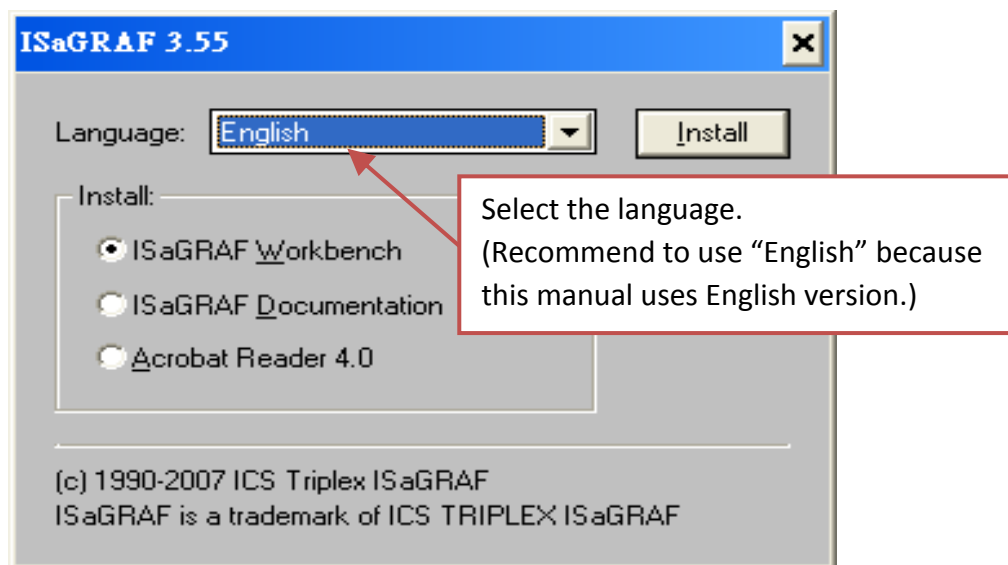 ISaGRAF 3.55
Language:
English
Install
Select the language.
(Recommend to use “English” because
this manual uses English version.)
Install:
ISaGRAF Workbench
ISaGRAF Documentation
Acrobat Reader 4.0
(c) 1990-2007 ICS Triplex ISaGRAF
ISaGRAF is a trademark of ICS TRIPLEX ISaGRAF